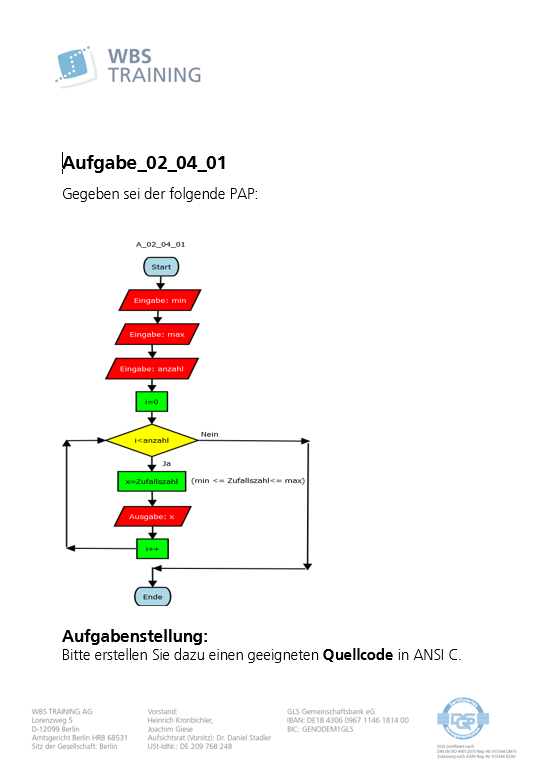 WBS
TRAINING
Aufgabe_02_04_01
Gegeben sei der folgende PAP:
A_02_04_01
Start
Eingabe: min
Eingabe: max
Eingabe: anzahl
i=0
i<anzahl
Nein
Ja
x=Zufallszahl
(min <= Zufallszahl<= max)
Ausgabe: x
i++
Ende
Aufgabenstellung:
Bitte erstellen Sie dazu einen geeigneten Quellcode in ANSI C.
WBS TRAINING AG
Lorenzweg 5
D-12099 Berlin
Amtsgericht Berlin HRB 68531
Sitz der Gesellschaft: Berlin
Vorstand:
Heinrich Kronbichler,
Joachim Giese
Aufsichtsrat (Vorsitz): Dr. Daniel Stadler
USt-IdNr.: DE 209 768 248
GLS Gemeinschaftsbank eG
IBAN: DE18 4306 0967 1146 1814 00
BIC: GENODEM1GLS
DQS
DQS zertifiziert nach